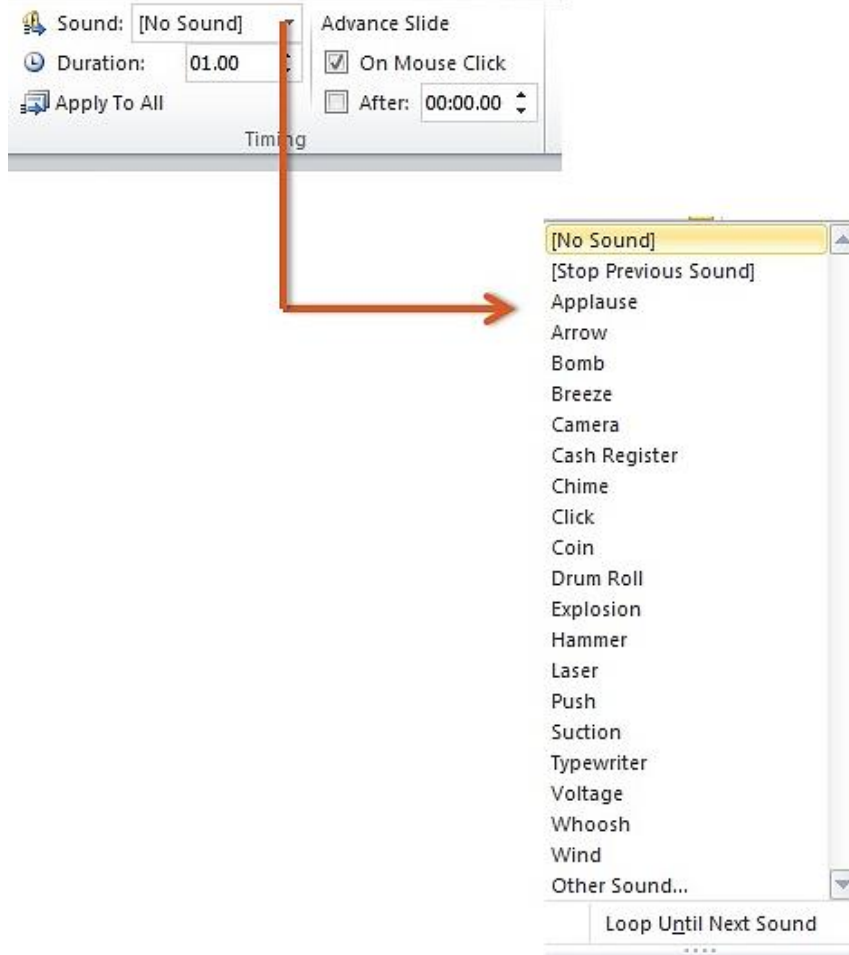 Sound: [No Sound] Advance Slide
Duration: 01.00 On Mouse Click
Apply To All After: 00:00.00
Timing
[No Sound]
[Stop Previous Sound]
Applause
Arrow
Bomb
Breeze
Camera
Cash Register
Chime
Click
Coin
Drum Roll
Explosion
Hammer
Laser
Push
Suction
Typewriter
Voltage
Whoosh
Wind
Other Sound...
Loop Until Next Sound